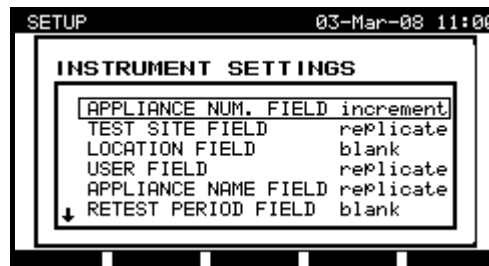 SETUP 03-Mar-08 11:00
INSTRUMENT SETTINGS
APPLIANCE NUM. FIELD increment
TEST SITE FIELD replicate
LOCATION FIELD blank
USER FIELD replicate
APPLIANCE NAME FIELD replicate
RETEST PERIOD FIELD blank